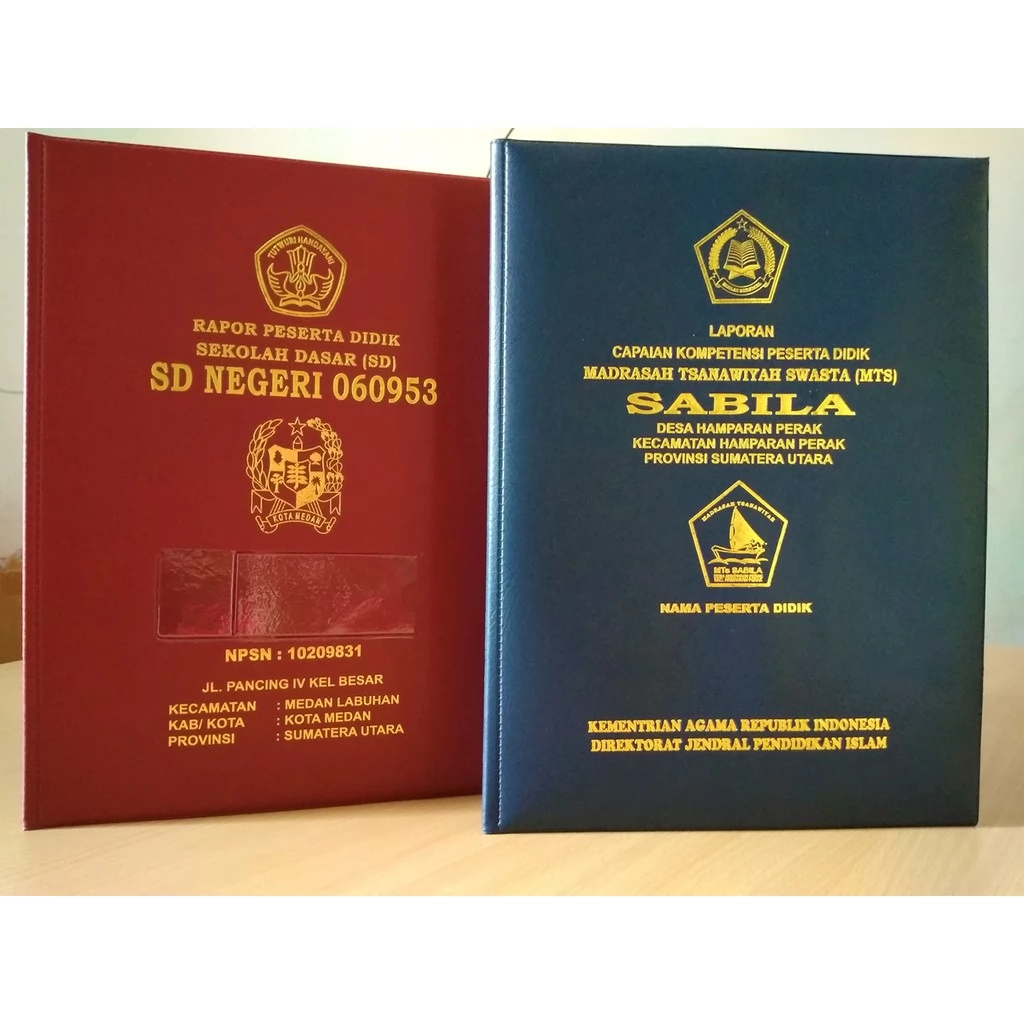 TUTWURI HANDAYANI
RAPOR PESERTA DIDIK
SEKOLAH DASAR (SD)
SD NEGERI 060953
KOTA MEDAN
NPSN : 10209831
JL. PANCING IV KEL BESAR
KECAMATAN : MEDAN LABUHAN
KAB/ KOTA : KOTA MEDAN
PROVINSI : SUMATERA UTARA
LAPORAN
CAPAIAN KOMPETENSI PESERTA DIDIK
MADRASAH TSANAWIYAH SWASTA (MTS)
SABILA
DESA HAMPARAN PERAK
KECAMATAN HAMPARAN PERAK
PROVINSI SUMATERA UTARA
MADRASAH TSANAWIYAH
MTs SABILA
NAMA PESERTA DIDIK
KEMENTRIAN AGAMA REPUBLIK INDONESIA
DIREKTORAT JENDRAL PENDIDIKAN ISLAM